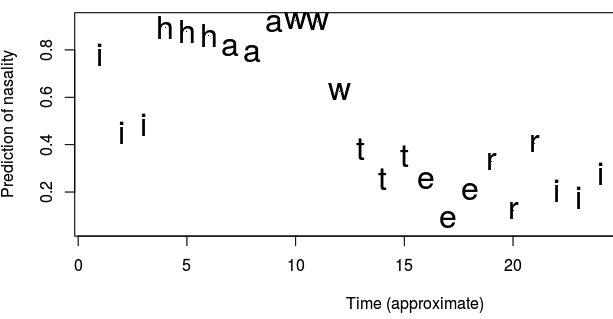 Prediction of nasality
0.8
0.6
0.4
0.2
i i i h h h a a a w w w t t t e e e r r r i i i
0 5 10 15 20
Time (approximate)